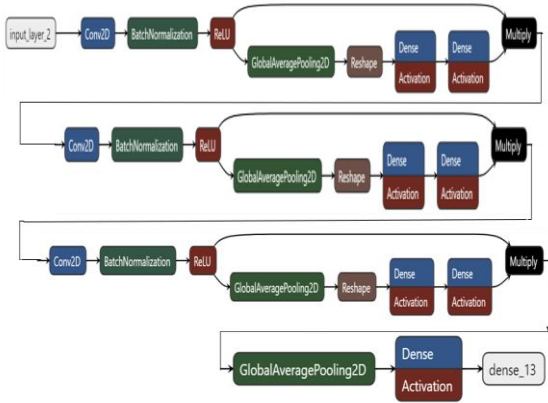 input_layer_2 Conv2D BatchNormalization ReLU Multiply
GlobalAveragePooling2D Reshape Dense Activation Dense Activation
Conv2D BatchNormalization ReLU Multiply
GlobalAveragePooling2D Reshape Dense Activation Dense Activation
Conv2D BatchNormalization ReLU Multiply
GlobalAveragePooling2D Reshape Dense Activation Dense Activation
GlobalAveragePooling2D Dense Activation dense_13